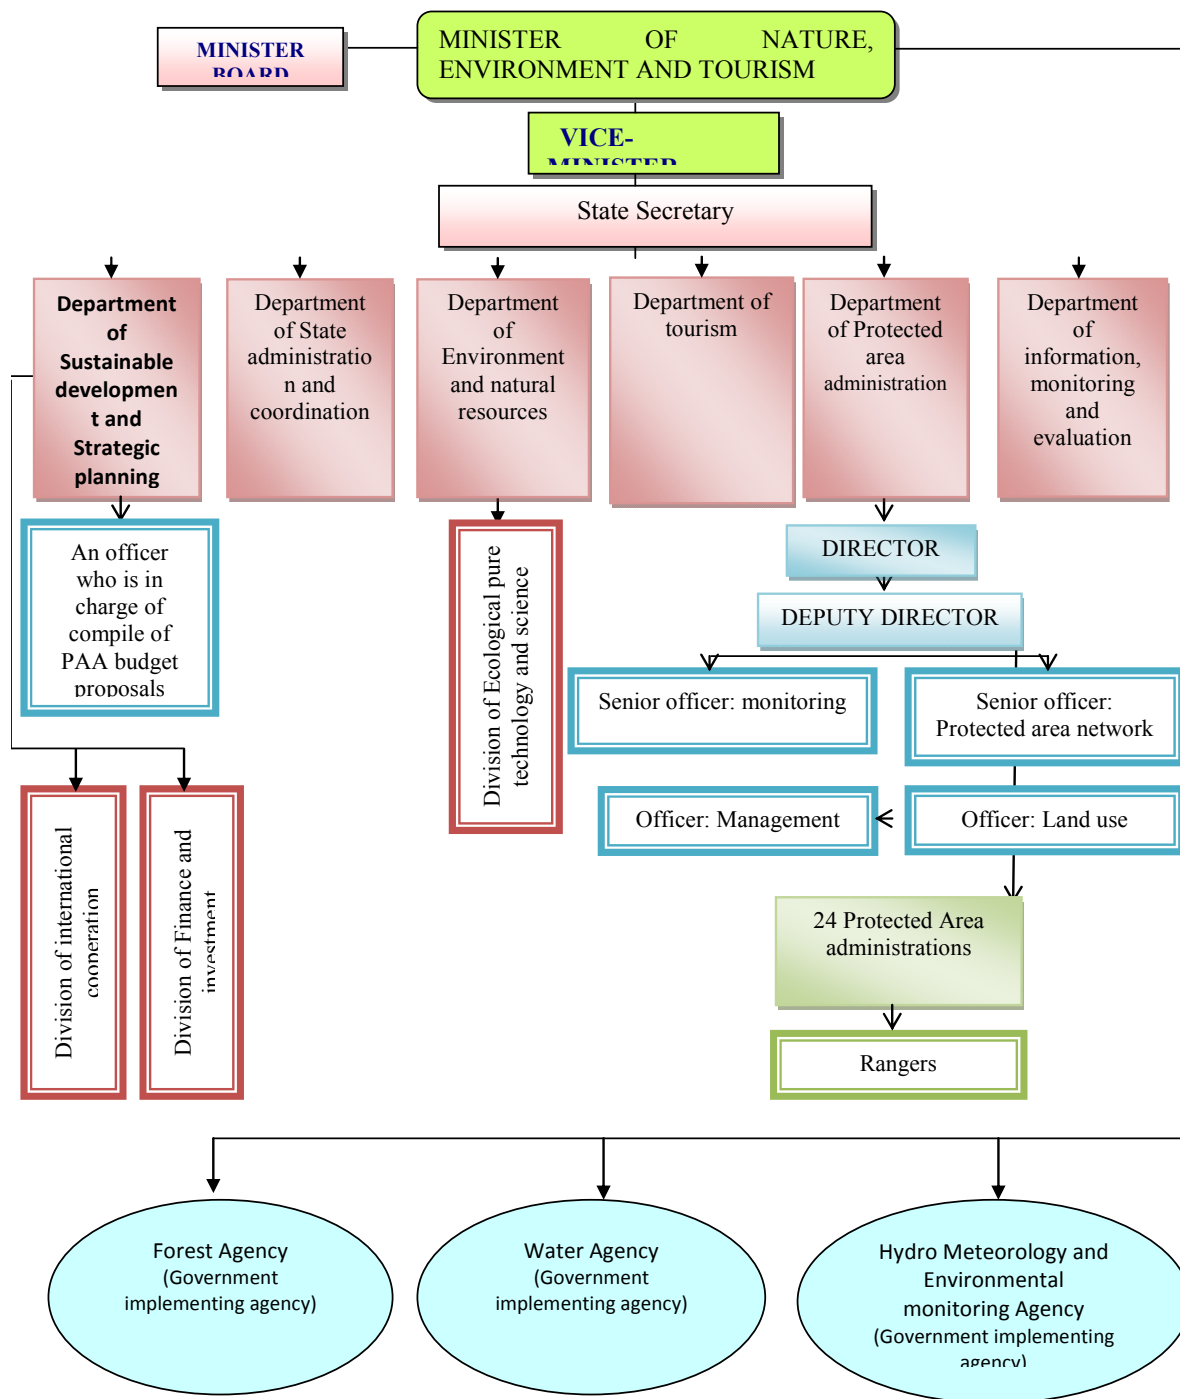 MINISTER OF NATURE,
ENVIRONMENT AND TOURISM
MINISTER
BOARD
VICE-
MINISTER
State Secretary
Department
of
Sustainable
developmen
t and
Strategic
planning
Department
of State
administratio
n and
coordination
Department
of
Environment
and natural
resources
Department of
tourism
Department
of Protected
area
administration
Department
of
information,
monitoring
and
evaluation
An officer
who is in
charge of
compile of
PAA budget
proposals
Division of Ecological pure
technology and science
DIRECTOR
DEPUTY DIRECTOR
Senior officer: monitoring
Senior officer:
Protected area network
Officer: Management
Officer: Land use
Division of international
cooperation
Division of Finance and
investment
24 Protected Area
administrations
Rangers
Forest Agency
(Government
implementing agency)
Water Agency
(Government
implementing agency)
Hydro Meteorology and
Environmental
monitoring Agency
(Government implementing
agency)